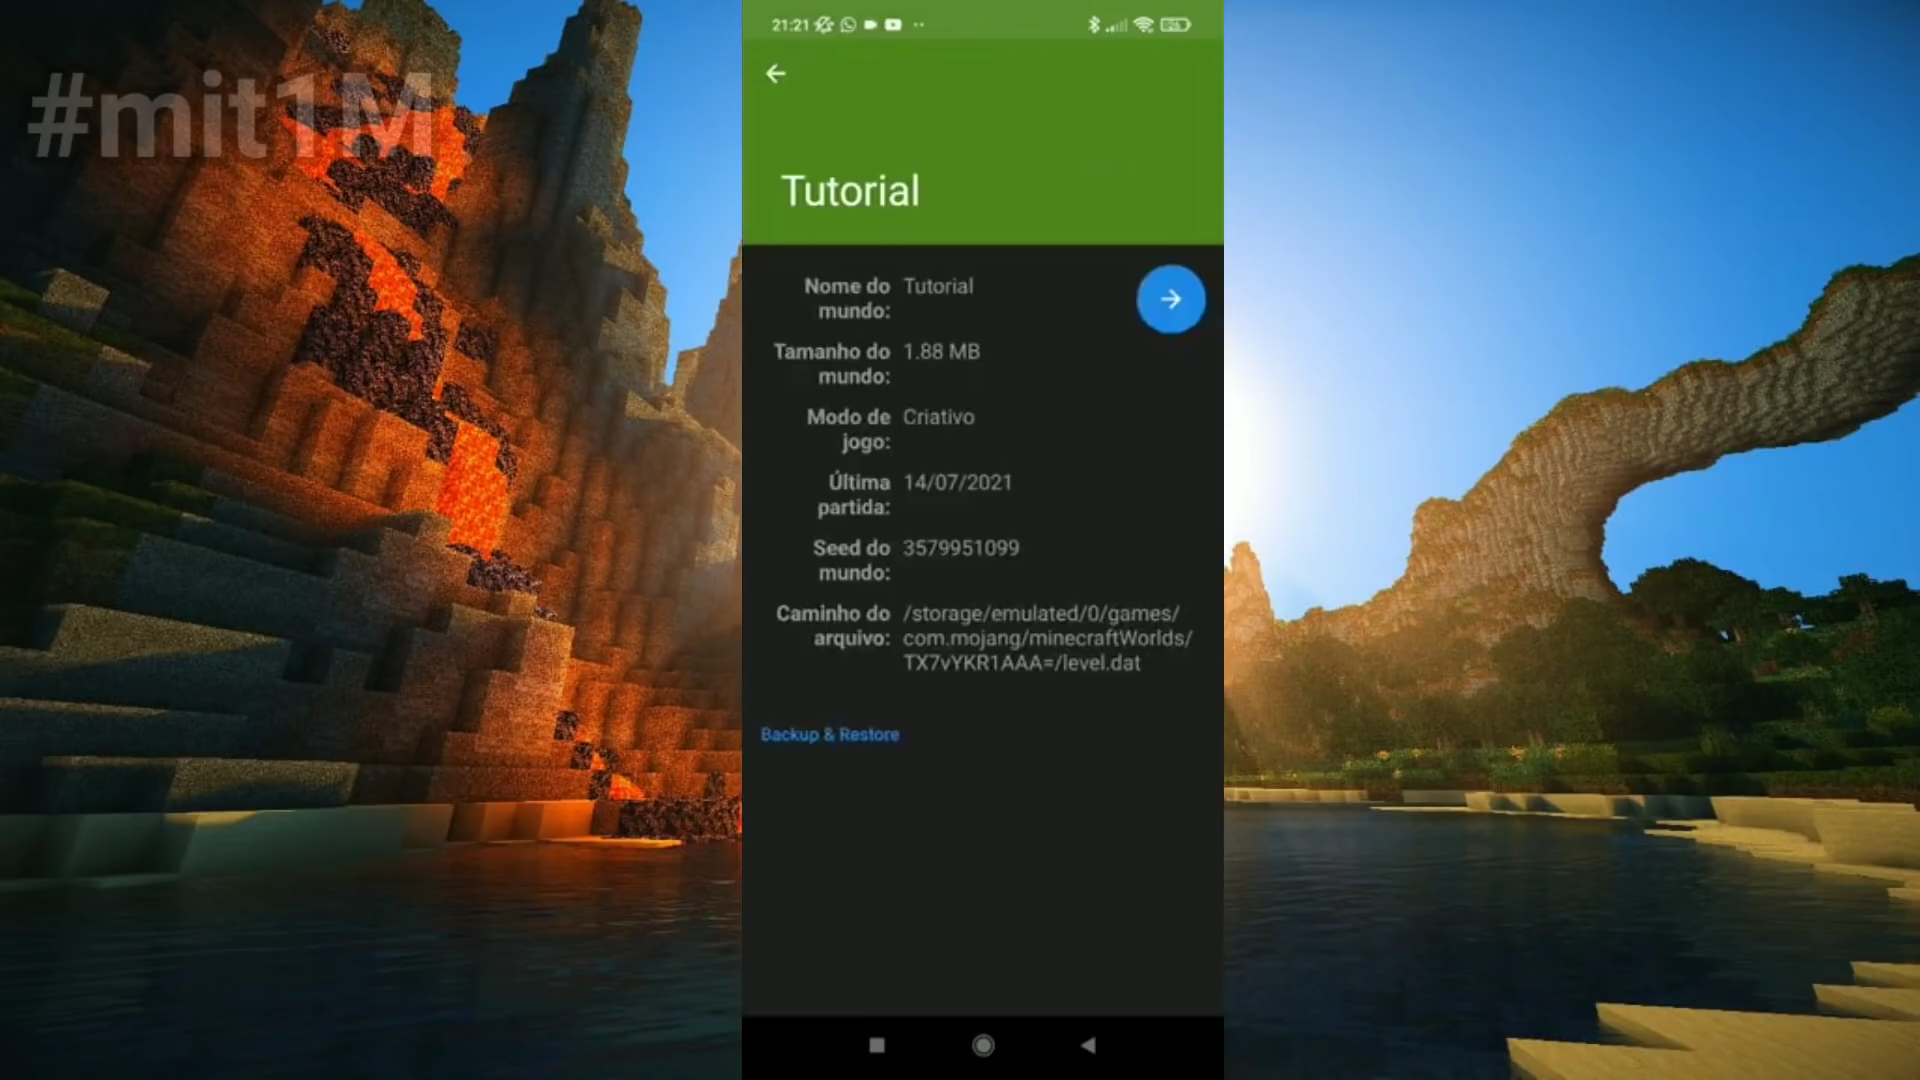 #mit1M
21:21
Tutorial
Nome do Tutorial
mundo:
Tamanho do 1.88 MB
mundo:
Modo de Criativo
jogo:
Última 14/07/2021
partida:
Seed do 3579951099
mundo:
Caminho do /storage/emulated/0/games/
arquivo: com.mojang/minecraftWorlds/
TX7vYKR1AAA=/level.dat
Backup & Restore